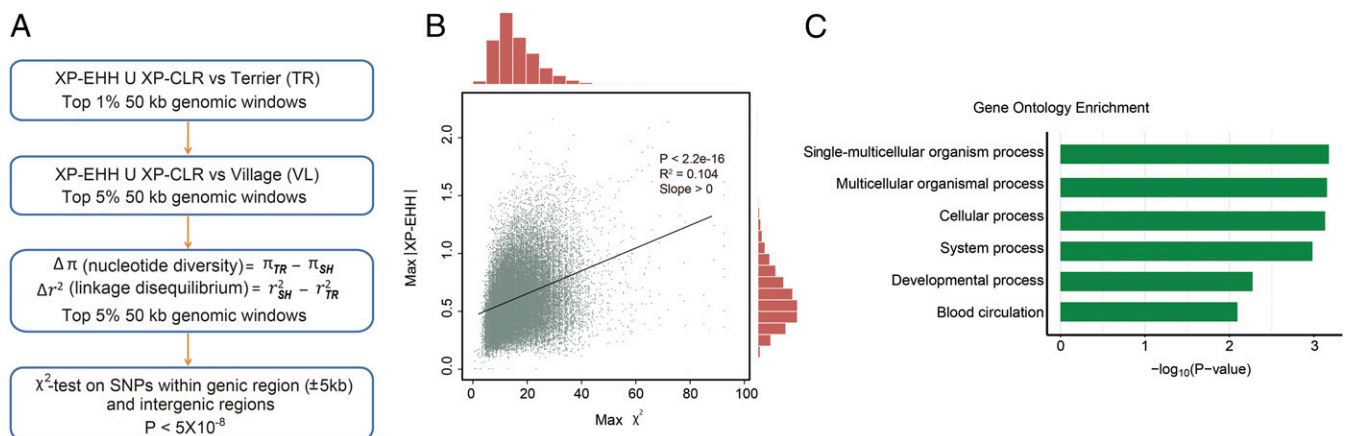 A
XP-EHH U XP-CLR vs Terrier (TR)
Top 1% 50 kb genomic windows
XP-EHH U XP-CLR vs Village (VL)
Top 5% 50 kb genomic windows
Δπ (nucleotide diversity) = π_TR − π_SH
Δr² (linkage disequilibrium) = r²_SH − r²_TR
Top 5% 50 kb genomic windows
χ²-test on SNPs within genic region (±5kb)
and intergenic regions
P < 5X10⁻⁸
B
Max |XP-EHH|
2.0
1.5
1.0
0.5
0.0
P < 2.2e-16
R² = 0.104
Slope > 0
0 20 40 60 80 100
Max χ²
C
Gene Ontology Enrichment
Single-multicellular organism process
Multicellular organismal process
Cellular process
System process
Developmental process
Blood circulation
0 1 2 3
−log₁₀(P−value)